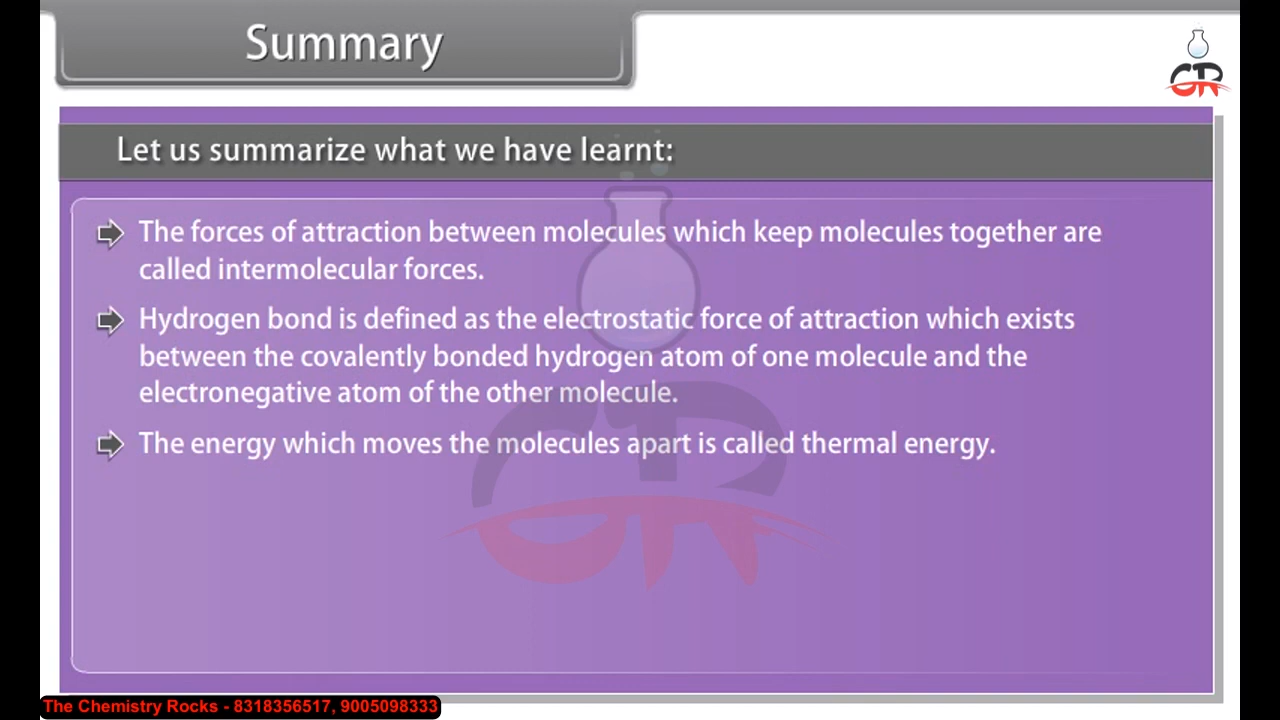 Summary
CR
Let us summarize what we have learnt:
The forces of attraction between molecules which keep molecules together are
called intermolecular forces.
Hydrogen bond is defined as the electrostatic force of attraction which exists
between the covalently bonded hydrogen atom of one molecule and the
electronegative atom of the other molecule.
The energy which moves the molecules apart is called thermal energy.
CR
The Chemistry Rocks - 8318356517, 9005098333